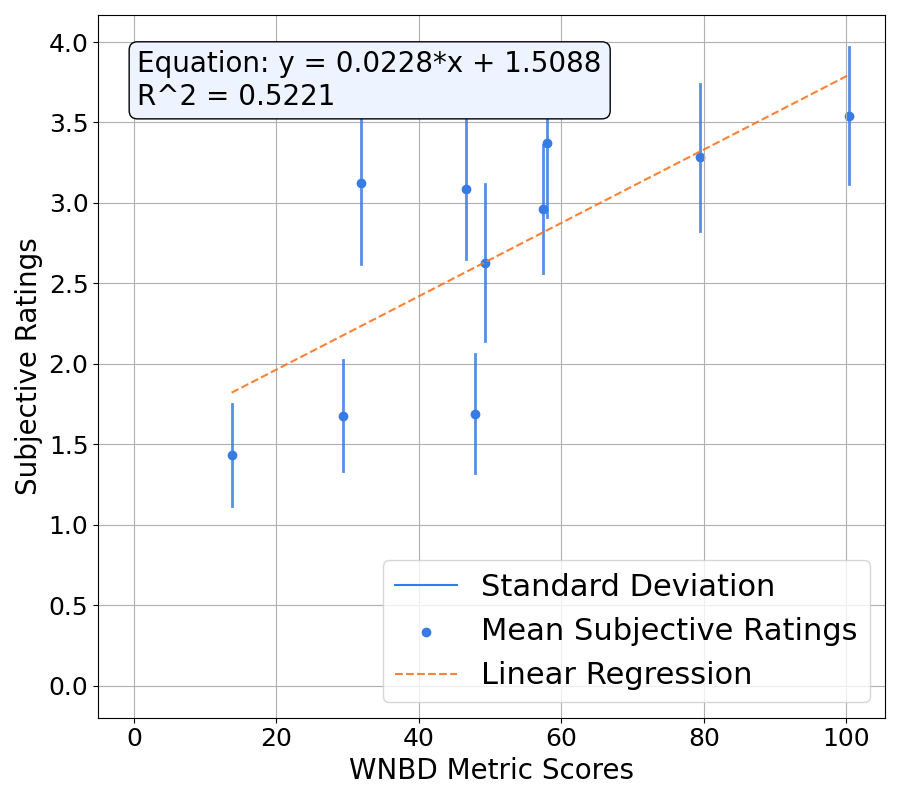 Equation: y = 0.0228*x + 1.5088
R^2 = 0.5221
4.0
3.5
3.0
2.5
2.0
1.5
1.0
0.5
0.0
Subjective Ratings
Standard Deviation
Mean Subjective Ratings
Linear Regression
0 20 40 60 80 100
WNBD Metric Scores